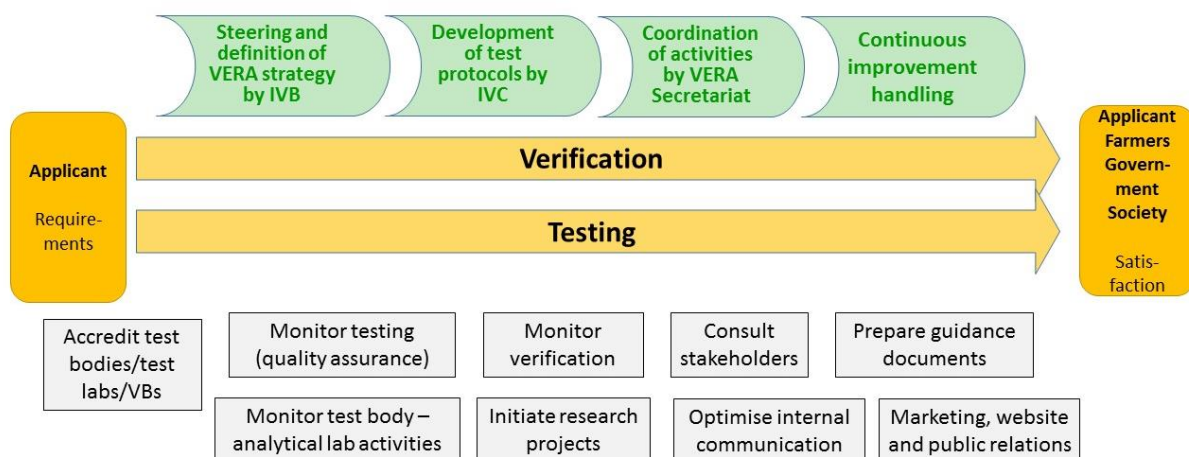 Steering and
definition of
VERA strategy
by IVB
Development
of test
protocols by
IVC
Coordination
of activities
by VERA
Secretariat
Continuous
improvement
handling
Applicant
Require-
ments
Verification
Testing
Applicant
Farmers
Govern-
ment
Society
Satis-
faction
Accredit test
bodies/test
labs/VBs
Monitor testing
(quality assurance)
Monitor
verification
Consult
stakeholders
Prepare guidance
documents
Monitor test body –
analytical lab activities
Initiate research
projects
Optimise internal
communication
Marketing, website
and public relations